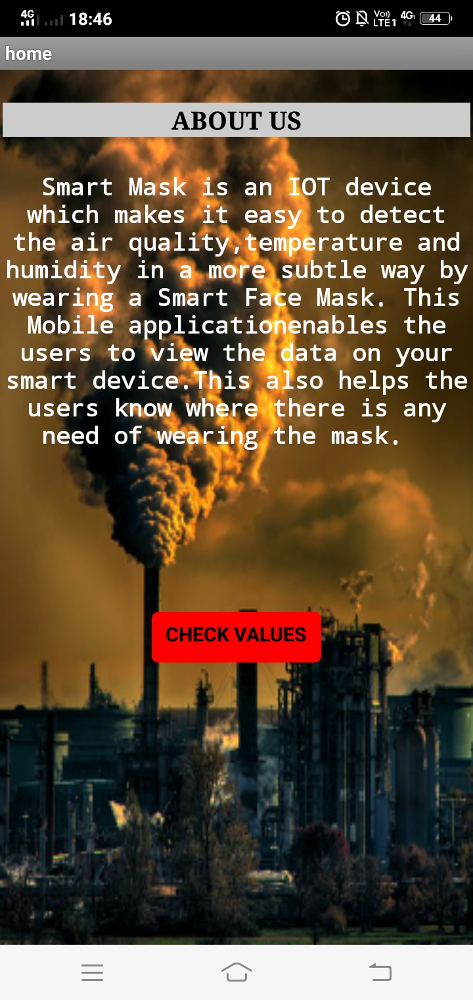 4G 18:46 Vo)) LTE1 4G 44
home
ABOUT US
Smart Mask is an IOT device
which makes it easy to detect
the air quality,temperature and
humidity in a more subtle way by
wearing a Smart Face Mask. This
Mobile applicationenables the
users to view the data on your
smart device.This also helps the
users know where there is any
need of wearing the mask.
CHECK VALUES